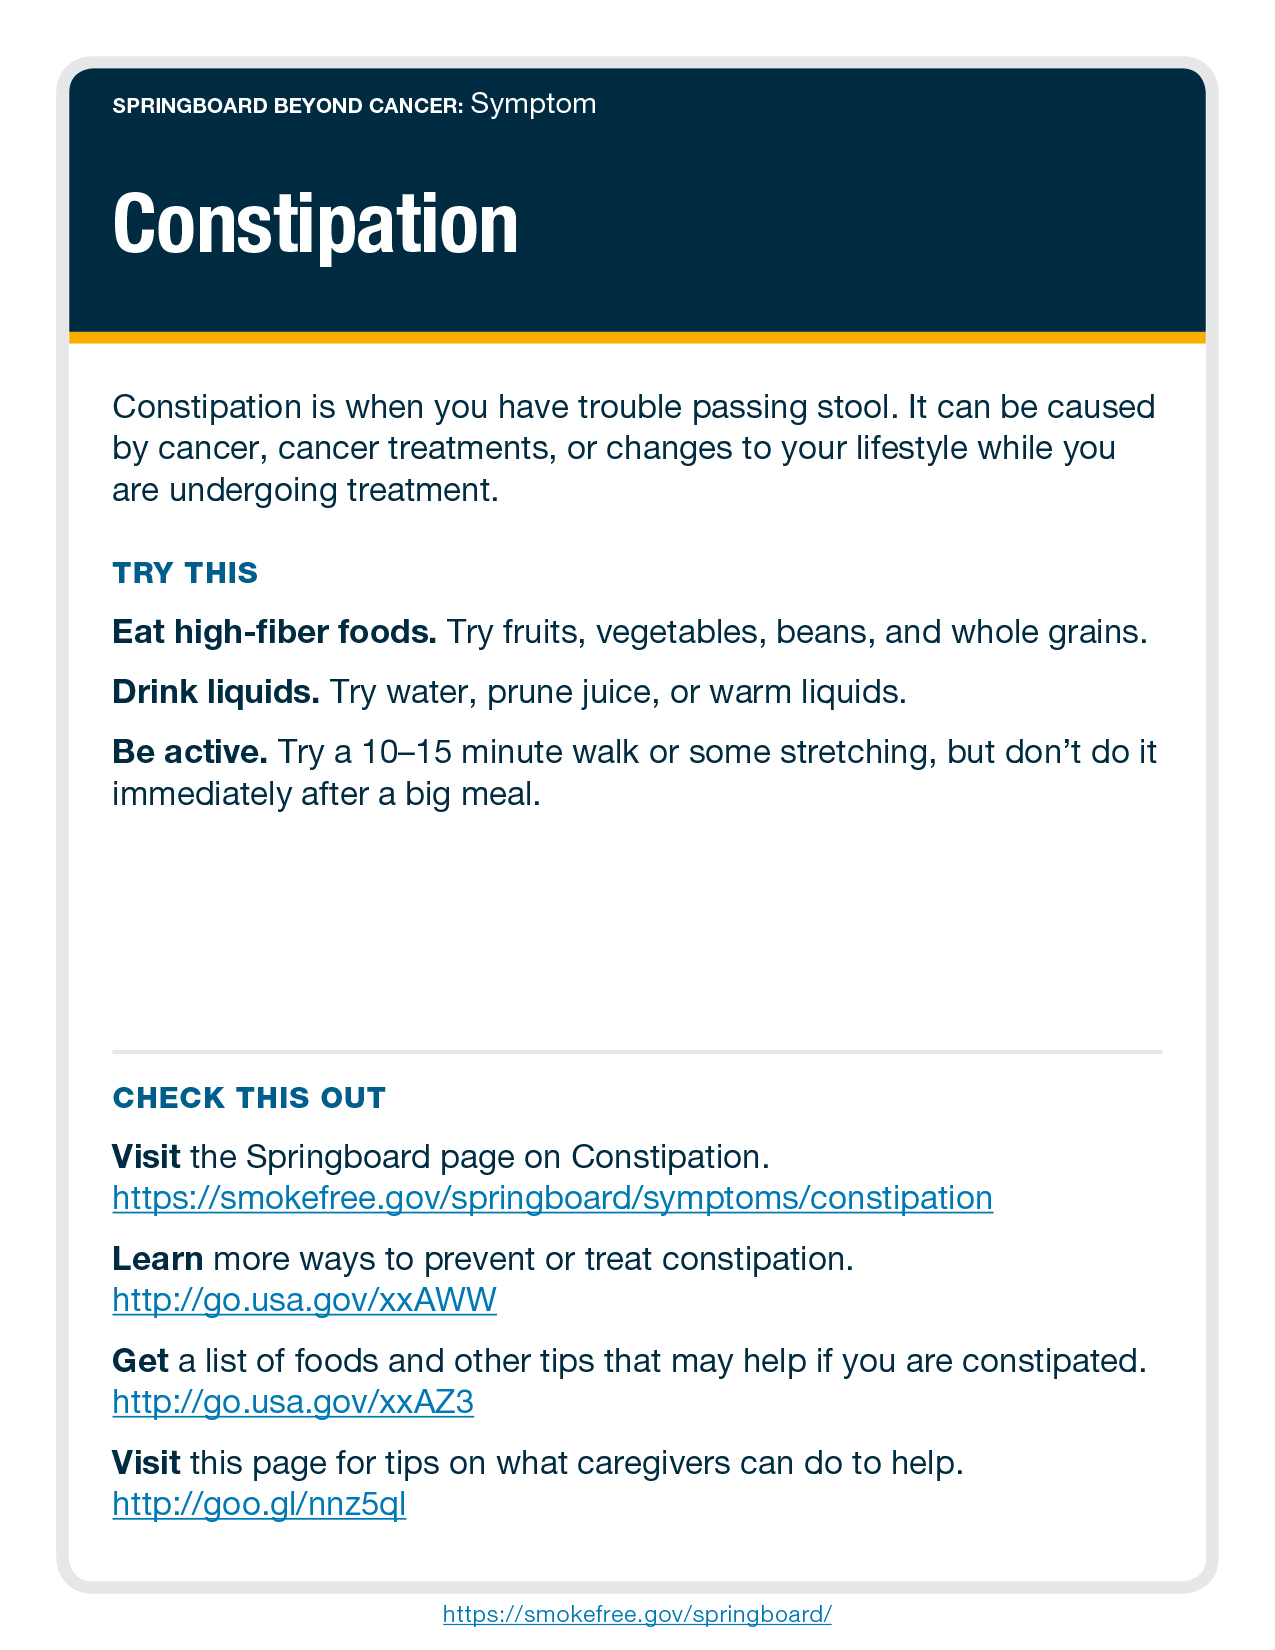 SPRINGBOARD BEYOND CANCER: Symptom
Constipation
Constipation is when you have trouble passing stool. It can be caused
by cancer, cancer treatments, or changes to your lifestyle while you
are undergoing treatment.
TRY THIS
Eat high-fiber foods. Try fruits, vegetables, beans, and whole grains.
Drink liquids. Try water, prune juice, or warm liquids.
Be active. Try a 10–15 minute walk or some stretching, but don’t do it
immediately after a big meal.
CHECK THIS OUT
Visit the Springboard page on Constipation.
https://smokefree.gov/springboard/symptoms/constipation
Learn more ways to prevent or treat constipation.
http://go.usa.gov/xxAWW
Get a list of foods and other tips that may help if you are constipated.
http://go.usa.gov/xxAZ3
Visit this page for tips on what caregivers can do to help.
http://goo.gl/nnz5ql
https://smokefree.gov/springboard/